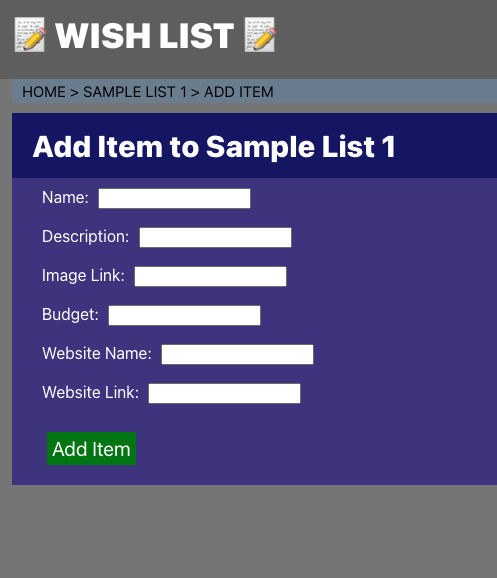 📝 WISH LIST 📝
HOME > SAMPLE LIST 1 > ADD ITEM
Add Item to Sample List 1
Name:
Description:
Image Link:
Budget:
Website Name:
Website Link:
Add Item